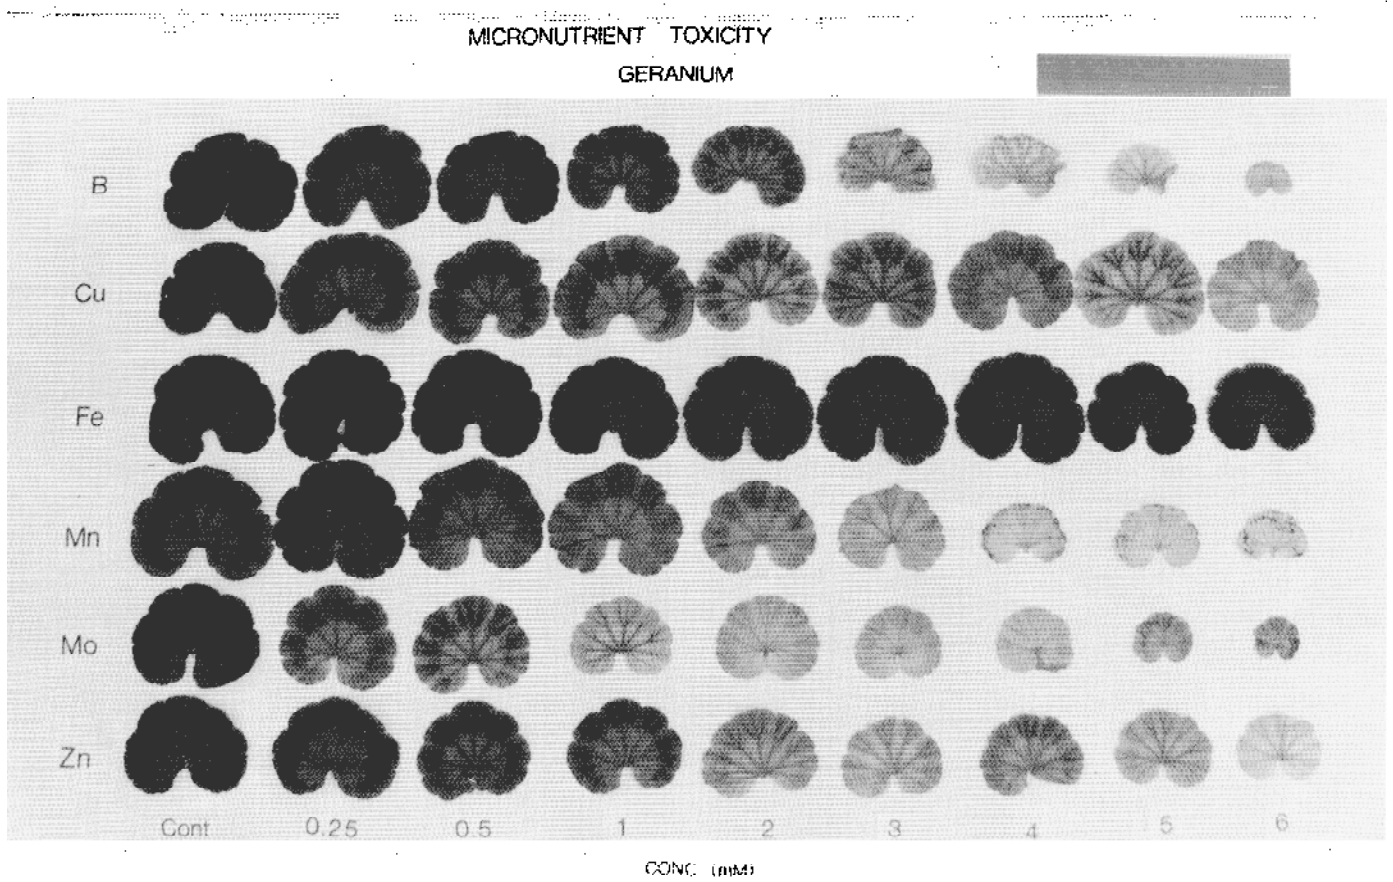 MICRONUTRIENT TOXICITY
GERANIUM
B
Cu
Fe
Mn
Mo
Zn
Cont 0.25 0.5 1 2 3 4 5 6
CONC (mM)